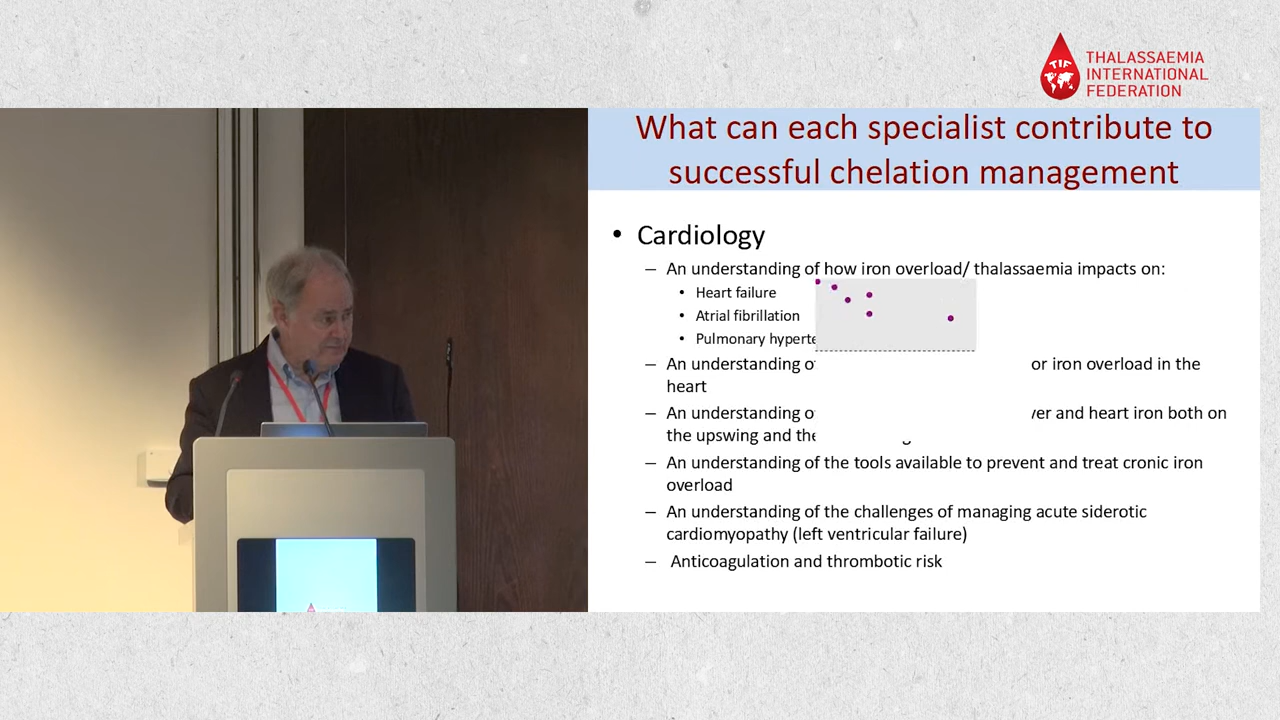 TIF
THALASSAEMIA
INTERNATIONAL
FEDERATION
What can each specialist contribute to
successful chelation management
• Cardiology
– An understanding of how iron overload/ thalassaemia impacts on:
• Heart failure
• Atrial fibrillation
• Pulmonary
– An understanding or iron overload in the
heart
– An understanding and heart iron both on
the upswing and
– An understanding of the tools available to prevent and treat cronic iron
overload
– An understanding of the challenges of managing acute siderotic
cardiomyopathy (left ventricular failure)
– Anticoagulation and thrombotic risk